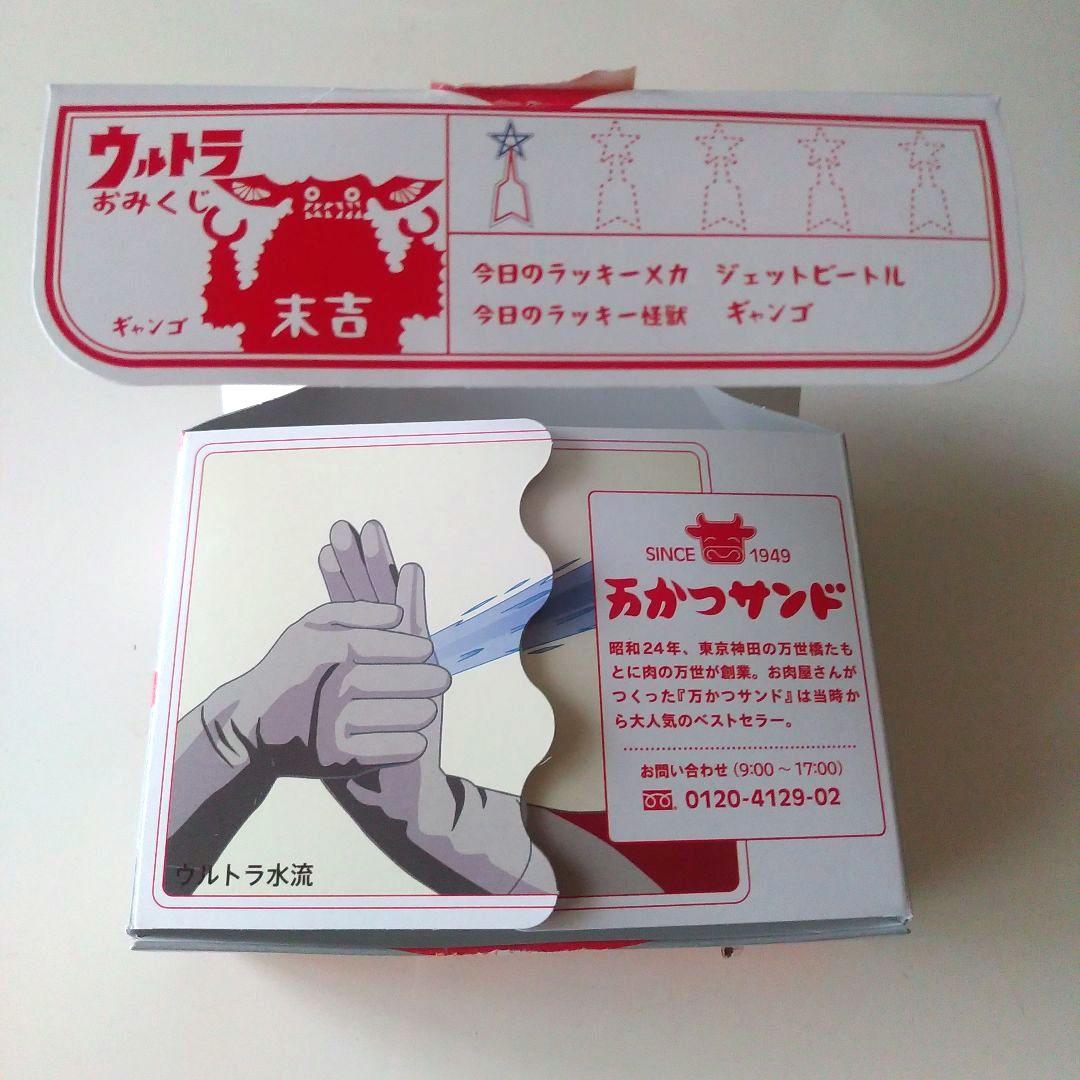 ウルトラ
おみくじ
ギャンゴ
末吉
今日のラッキーメカ ジェットビートル
今日のラッキー怪獣 ギャンゴ
SINCE 1949
万かつサンド
昭和24年、東京神田の万世橋たも
とに肉の万世が創業。お肉屋さんが
つくった『万かつサンド』は当時か
ら大人気のベストセラー。
お問い合わせ(9:00~17:00)
0120-4129-02
ウルトラ水流